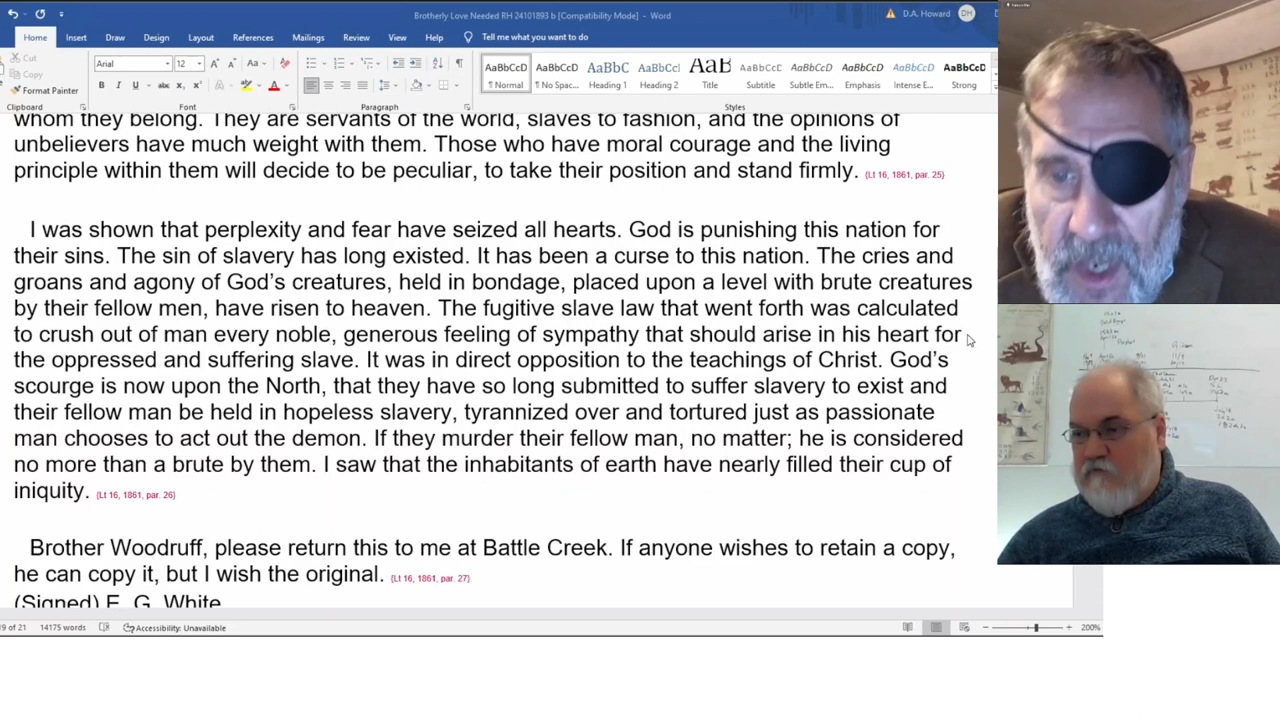 Brotherly Love Needed RH 24101893 b [Compatibility Mode] - Word
D.A. Howard
DH
Home Insert Draw Design Layout References Mailings Review View Help Tell me what you want to do
Cut
Copy
Format Painter
Clipboard
Arial 12
Font
Paragraph
AaBbCcD AaBbCcD AaBbC AaBbCcI AaB AaBbCcD AaBbCcD AaBbCcD AaBbCcD AaBbCcD
¶ Normal ¶ No Spac... Heading 1 Heading 2 Title Subtitle Subtle Em... Emphasis Intense E... Strong
Styles
whom they belong. They are servants of the world, slaves to fashion, and the opinions of
unbelievers have much weight with them. Those who have moral courage and the living
principle within them will decide to be peculiar, to take their position and stand firmly. {Lt 16, 1861, par. 25}
I was shown that perplexity and fear have seized all hearts. God is punishing this nation for
their sins. The sin of slavery has long existed. It has been a curse to this nation. The cries and
groans and agony of God’s creatures, held in bondage, placed upon a level with brute creatures
by their fellow men, have risen to heaven. The fugitive slave law that went forth was calculated
to crush out of man every noble, generous feeling of sympathy that should arise in his heart for
the oppressed and suffering slave. It was in direct opposition to the teachings of Christ. God’s
scourge is now upon the North, that they have so long submitted to suffer slavery to exist and
their fellow man be held in hopeless slavery, tyrannized over and tortured just as passionate
man chooses to act out the demon. If they murder their fellow man, no matter; he is considered
no more than a brute by them. I saw that the inhabitants of earth have nearly filled their cup of
iniquity. {Lt 16, 1861, par. 26}
Brother Woodruff, please return this to me at Battle Creek. If anyone wishes to retain a copy,
he can copy it, but I wish the original. {Lt 16, 1861, par. 27}
(Signed) E. G. White
19 of 21 14175 words Accessibility: Unavailable 200%